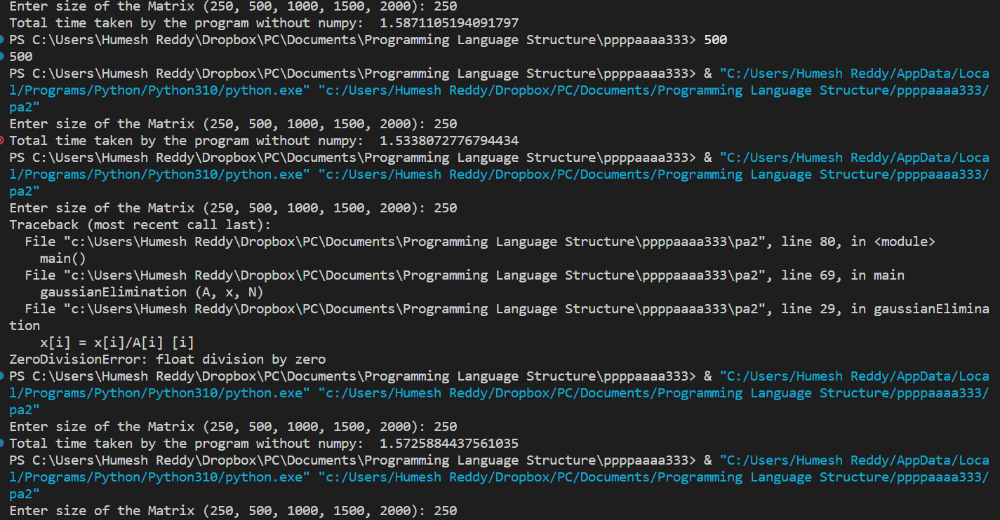 Enter size of the Matrix (250, 500, 1000, 1500, 2000): 250
Total time taken by the program without numpy:  1.5871105194091797
PS C:\Users\Humesh Reddy\Dropbox\PC\Documents\Programming Language Structure\ppppaaaa333> 500
500
PS C:\Users\Humesh Reddy\Dropbox\PC\Documents\Programming Language Structure\ppppaaaa333> & "C:/Users/Humesh Reddy/AppData/Loca
l/Programs/Python/Python310/python.exe" "c:/Users/Humesh Reddy/Dropbox/PC/Documents/Programming Language Structure/ppppaaaa333/
pa2"
Enter size of the Matrix (250, 500, 1000, 1500, 2000): 250
Total time taken by the program without numpy:  1.5338072776794434
PS C:\Users\Humesh Reddy\Dropbox\PC\Documents\Programming Language Structure\ppppaaaa333> & "C:/Users/Humesh Reddy/AppData/Loca
l/Programs/Python/Python310/python.exe" "c:/Users/Humesh Reddy/Dropbox/PC/Documents/Programming Language Structure/ppppaaaa333/
pa2"
Enter size of the Matrix (250, 500, 1000, 1500, 2000): 250
Traceback (most recent call last):
  File "c:\Users\Humesh Reddy\Dropbox\PC\Documents\Programming Language Structure\ppppaaaa333\pa2", line 80, in <module>
    main()
  File "c:\Users\Humesh Reddy\Dropbox\PC\Documents\Programming Language Structure\ppppaaaa333\pa2", line 69, in main
    gaussianElimination (A, x, N)
  File "c:\Users\Humesh Reddy\Dropbox\PC\Documents\Programming Language Structure\ppppaaaa333\pa2", line 29, in gaussianElimina
tion
    x[i] = x[i]/A[i] [i]
ZeroDivisionError: float division by zero
PS C:\Users\Humesh Reddy\Dropbox\PC\Documents\Programming Language Structure\ppppaaaa333> & "C:/Users/Humesh Reddy/AppData/Loca
l/Programs/Python/Python310/python.exe" "c:/Users/Humesh Reddy/Dropbox/PC/Documents/Programming Language Structure/ppppaaaa333/
pa2"
Enter size of the Matrix (250, 500, 1000, 1500, 2000): 250
Total time taken by the program without numpy:  1.5725884437561035
PS C:\Users\Humesh Reddy\Dropbox\PC\Documents\Programming Language Structure\ppppaaaa333> & "C:/Users/Humesh Reddy/AppData/Loca
l/Programs/Python/Python310/python.exe" "c:/Users/Humesh Reddy/Dropbox/PC/Documents/Programming Language Structure/ppppaaaa333/
pa2"
Enter size of the Matrix (250, 500, 1000, 1500, 2000): 250